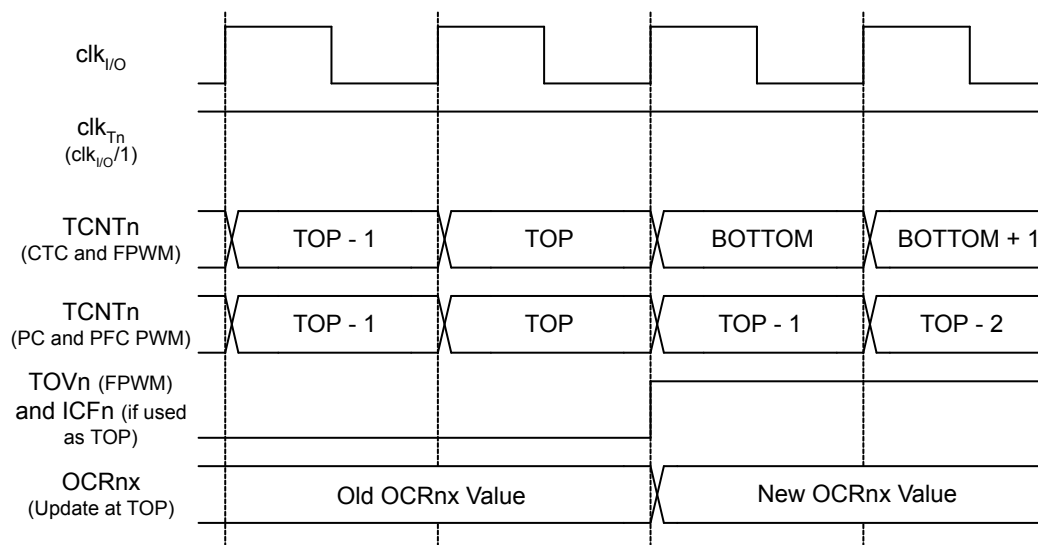 clkI/O
clkTn
(clkI/O/1)
TCNTn
(CTC and FPWM)
TOP - 1
TOP
BOTTOM
BOTTOM + 1
TCNTn
(PC and PFC PWM)
TOP - 1
TOP
TOP - 1
TOP - 2
TOVn (FPWM)
and ICFn (if used
as TOP)
OCRnx
(Update at TOP)
Old OCRnx Value
New OCRnx Value